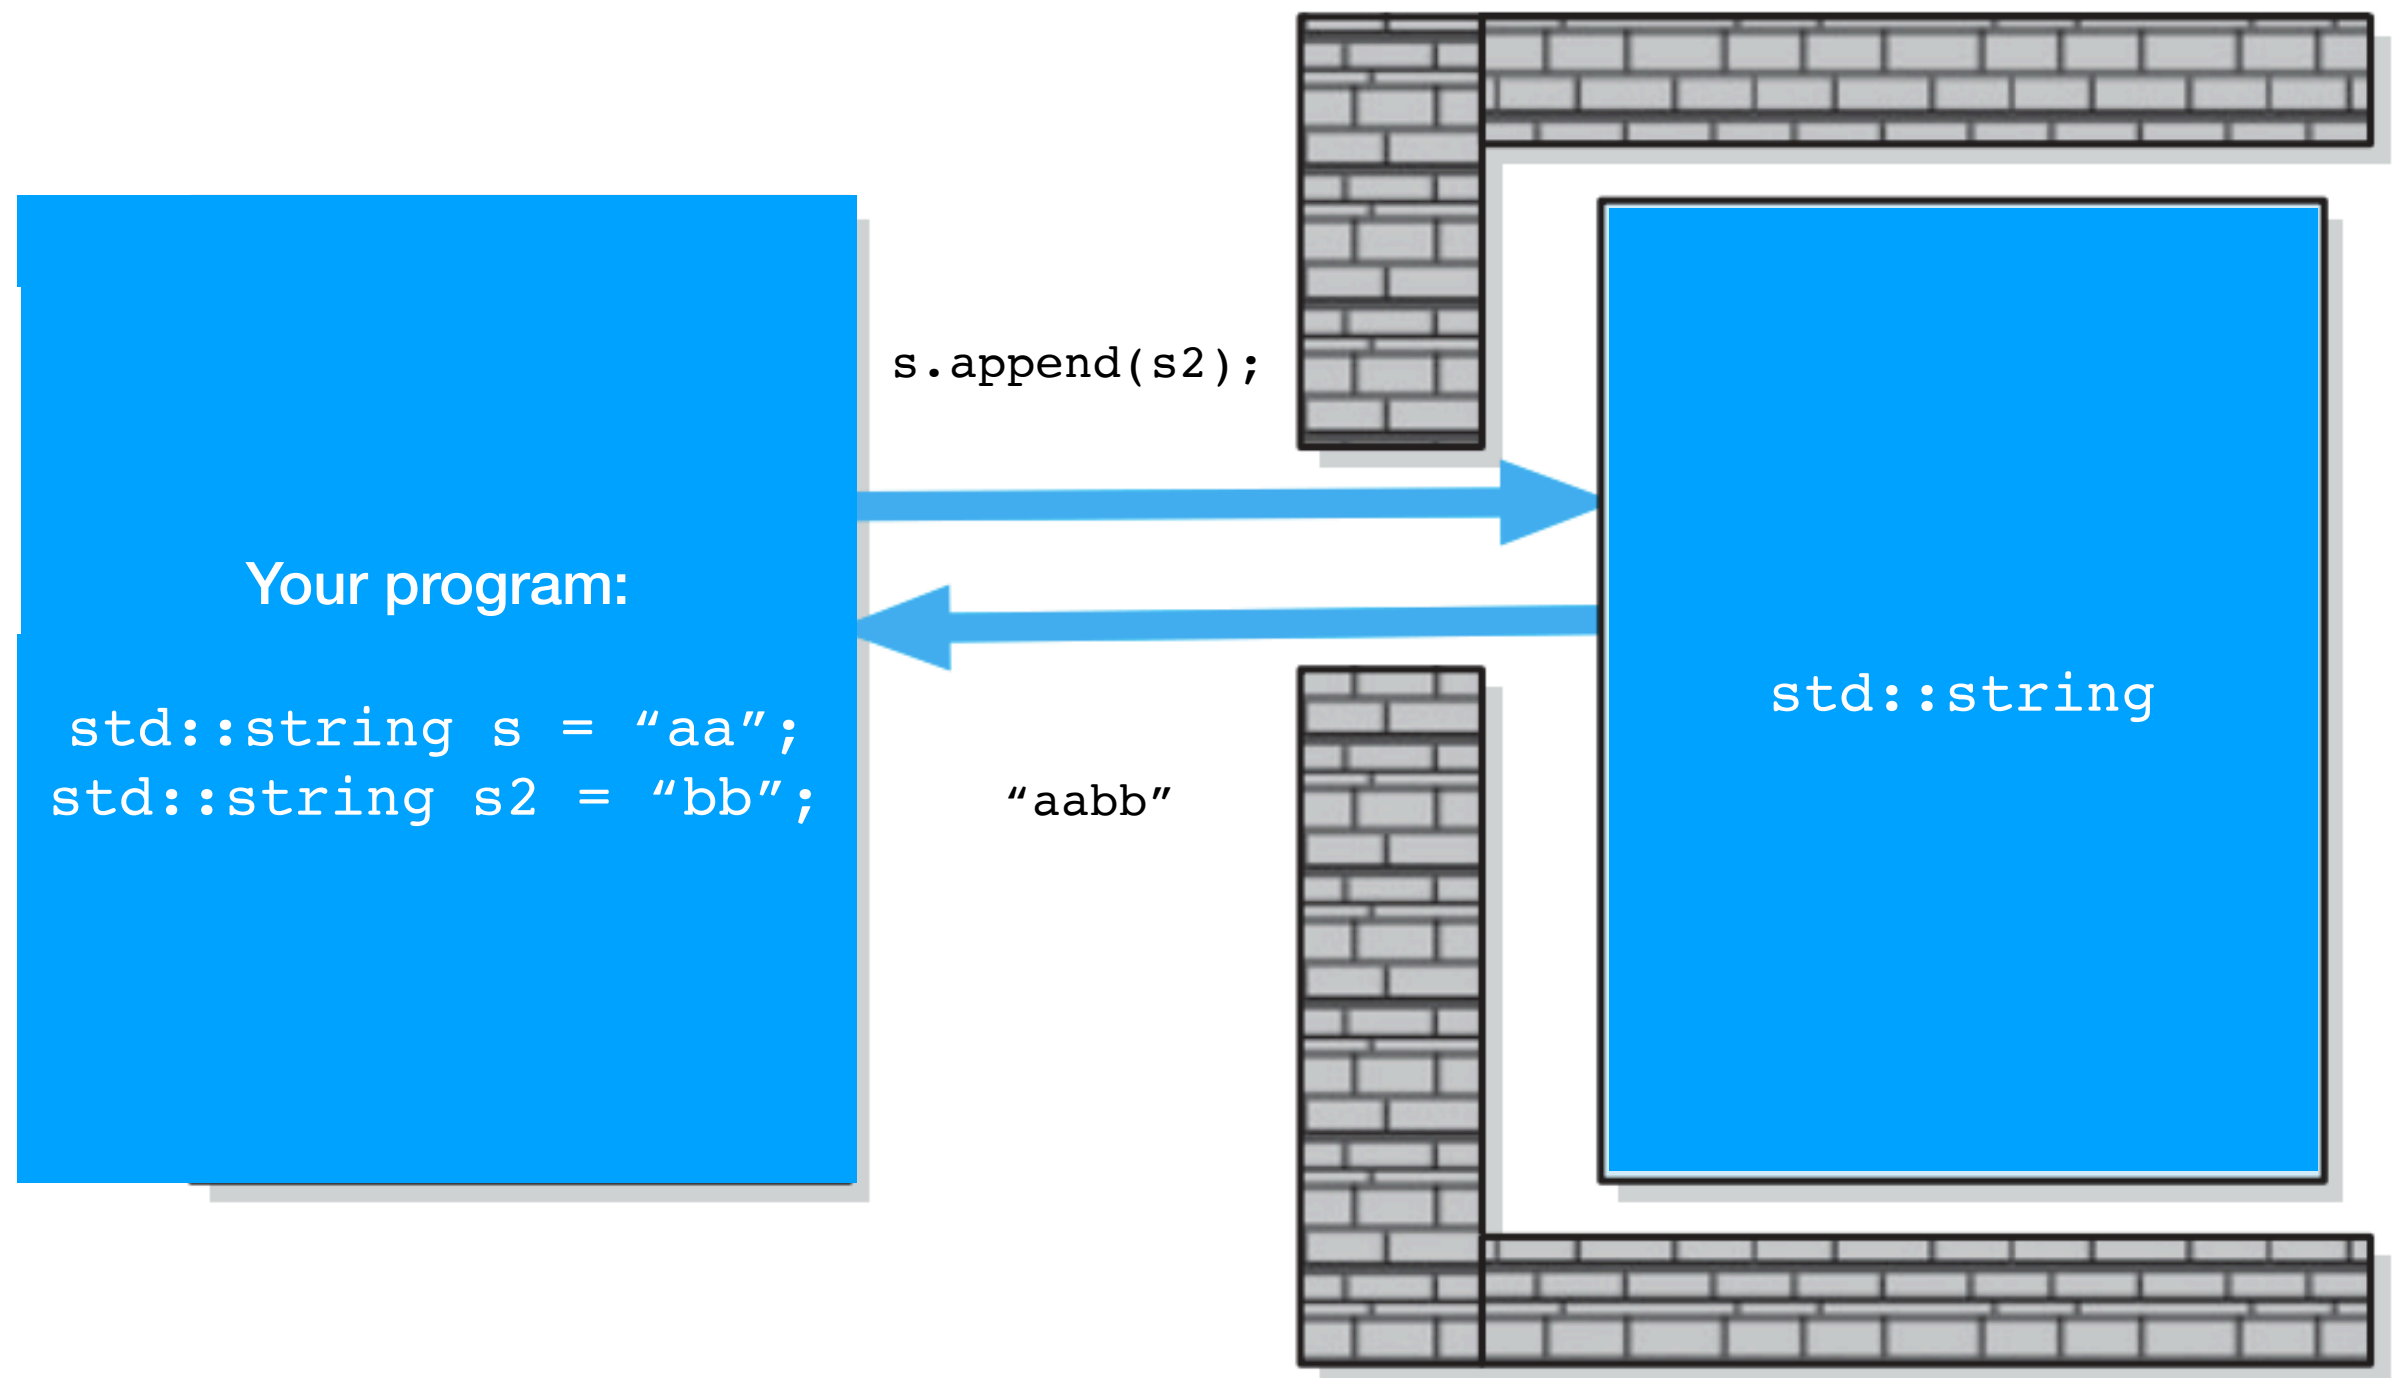 s.append(s2);
Your program:
std::string s = “aa”;
std::string s2 = “bb”;
“aabb”
std::string